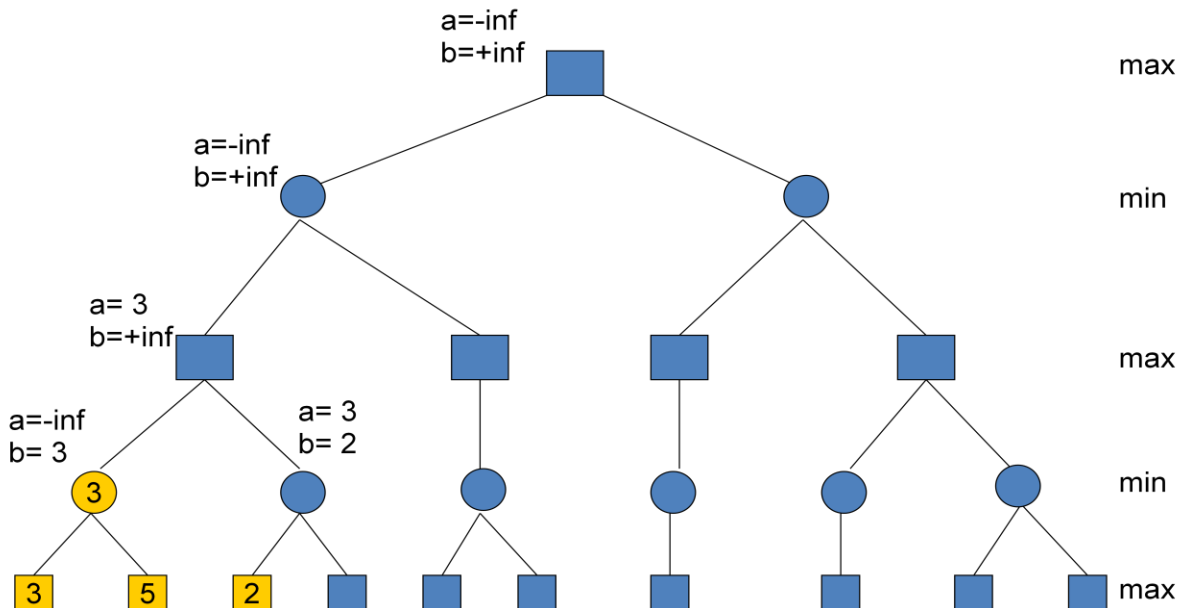 a=-inf
b=+inf
max
a=-inf
b=+inf
min
a= 3
b=+inf
max
a=-inf
b= 3
a= 3
b= 2
3
min
3
5
2
max